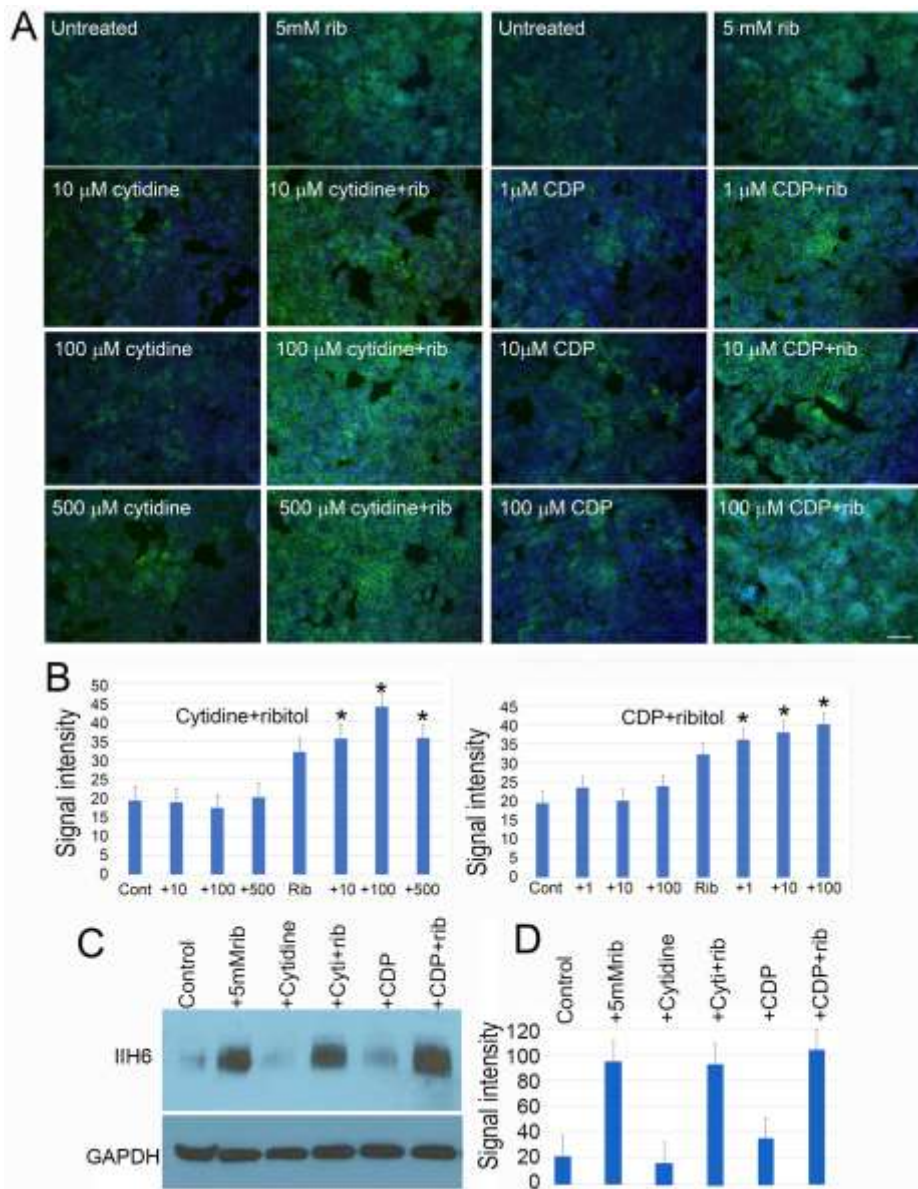 A
Untreated
5mM rib
Untreated
5 mM rib
10 µM cytidine
10 µM cytidine+rib
1µM CDP
1 µM CDP+rib
100 µM cytidine
100 µM cytidine+rib
10µM CDP
10 µM CDP+rib
500 µM cytidine
500 µM cytidine+rib
100 µM CDP
100 µM CDP+rib
B
Signal intensity
50
45
40
35
30
25
20
15
10
5
0
Cytidine+ribitol
*
*
*
Cont +10 +100 +500 Rib +10 +100 +500
Signal intensity
45
40
35
30
25
20
15
10
5
0
CDP+ribitol
*
*
*
Cont +1 +10 +100 Rib +1 +10 +100
C
Control
+5mMrib
+Cytidine
+Cyti+rib
+CDP
+CDP+rib
IIH6
GAPDH
D
Control
+5mMrib
+Cytidine
+Cyti+rib
+CDP
+CDP+rib
Signal intensity
120
100
80
60
40
20
0